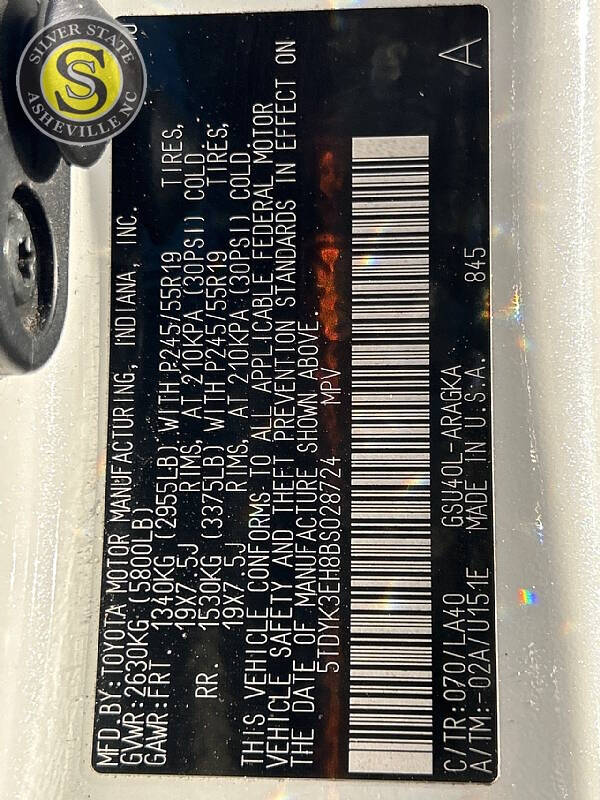 SILVER STATE
S
ASHEVILLE NC
MFD. BY: TOYOTA MOTOR MANUFACTURING, INDIANA, INC.
GVWR: 2630KG (5800LB)
GAWR: FRT. 1340KG (2955LB) WITH P245/55R19 TIRES,
19X7.5J RIMS, AT 210KPA (30PSI) COLD
RR. 1530KG (3375LB) WITH P245/55R19 TIRES,
19X7.5J RIMS, AT 210KPA (30PSI) COLD.
THIS VEHICLE CONFORMS TO ALL APPLICABLE FEDERAL MOTOR
VEHICLE SAFETY AND THEFT PREVENTION STANDARDS IN EFFECT ON
THE DATE OF MANUFACTURE SHOWN ABOVE.
5TDYK3EH8BS028724 MPV
C/TR: 070/LA40 GSU40L-ARAGKA A
A/TM: -02A/U151E MADE IN U.S.A. 845